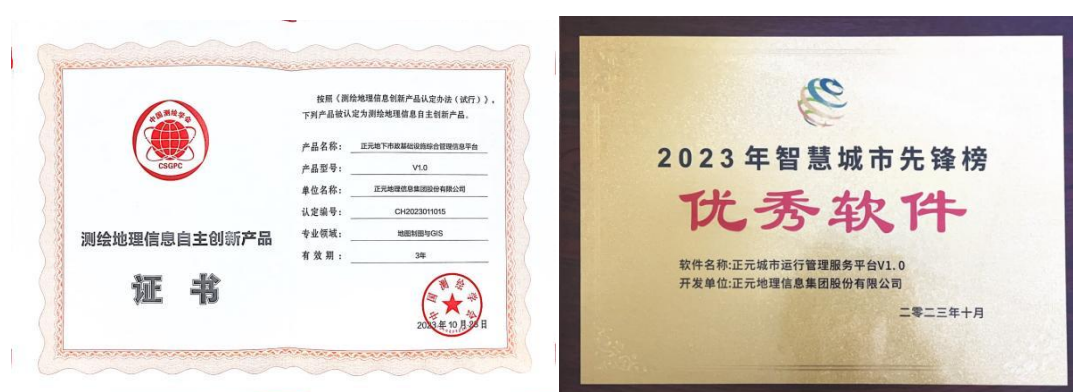 中国测绘学会
CSGPC
测绘地理信息自主创新产品
证书
按照《测绘地理信息创新产品认定办法（试行）》，
下列产品被认定为测绘地理信息自主创新产品。
产品名称： 正元地下市政基础设施综合管理信息平台
产品型号： V1.0
单位名称： 正元地理信息集团股份有限公司
认定编号： CH2023011015
专业领域： 地图制图与GIS
有效期： 3年
中国测绘学会
2023年10月23日
2023年智慧城市先锋榜
优秀软件
软件名称:正元城市运行管理服务平台V1.0
开发单位:正元地理信息集团股份有限公司
二零二三年十月